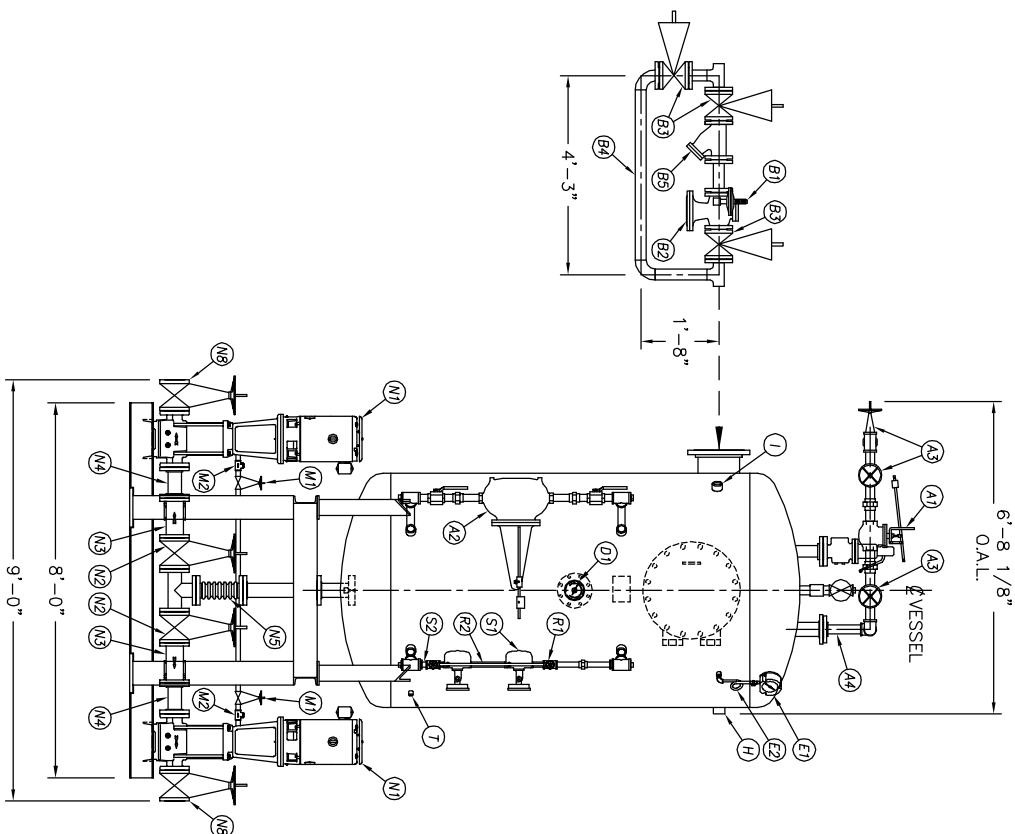 B3
B4
4'-3"
B5
B1
B3
B2
1'-8"
6'-8 1/8"
O.A.L.
℄ VESSEL
A3
A1
A3
A4
I
A2
D1
S2
R2
S1
R1
T
E2
E1
H
N8
N1
N4
M2
M1
N3
N2
N5
N2
N3
N4
M1
M2
N1
N8
8'-0"
9'-0"